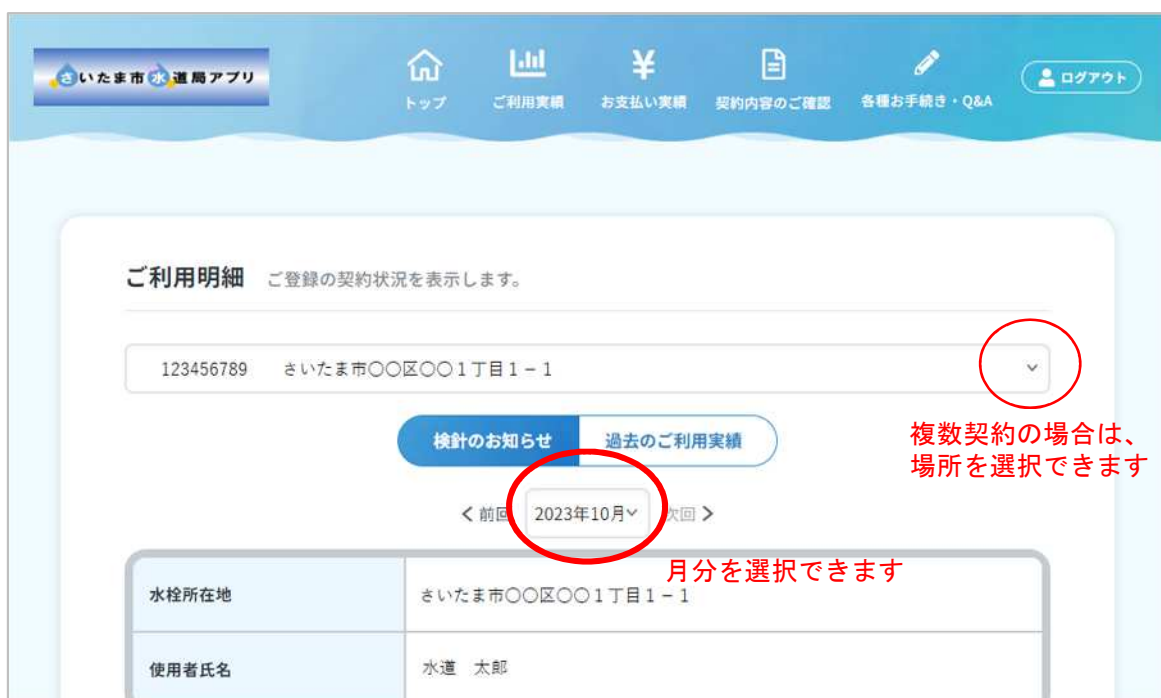 さいたま市水道局アプリ
トップ
ご利用実績
お支払い実績
契約内容のご確認
各種お手続き・Q&A
ログアウト
ご利用明細 ご登録の契約状況を表示します。
123456789 さいたま市〇〇区〇〇1丁目1－1
検針のお知らせ 過去のご利用実績
複数契約の場合は、
場所を選択できます
前回 2023年10月 次回
月分を選択できます
水栓所在地 さいたま市〇〇区〇〇1丁目1－1
使用者氏名 水道 太郎